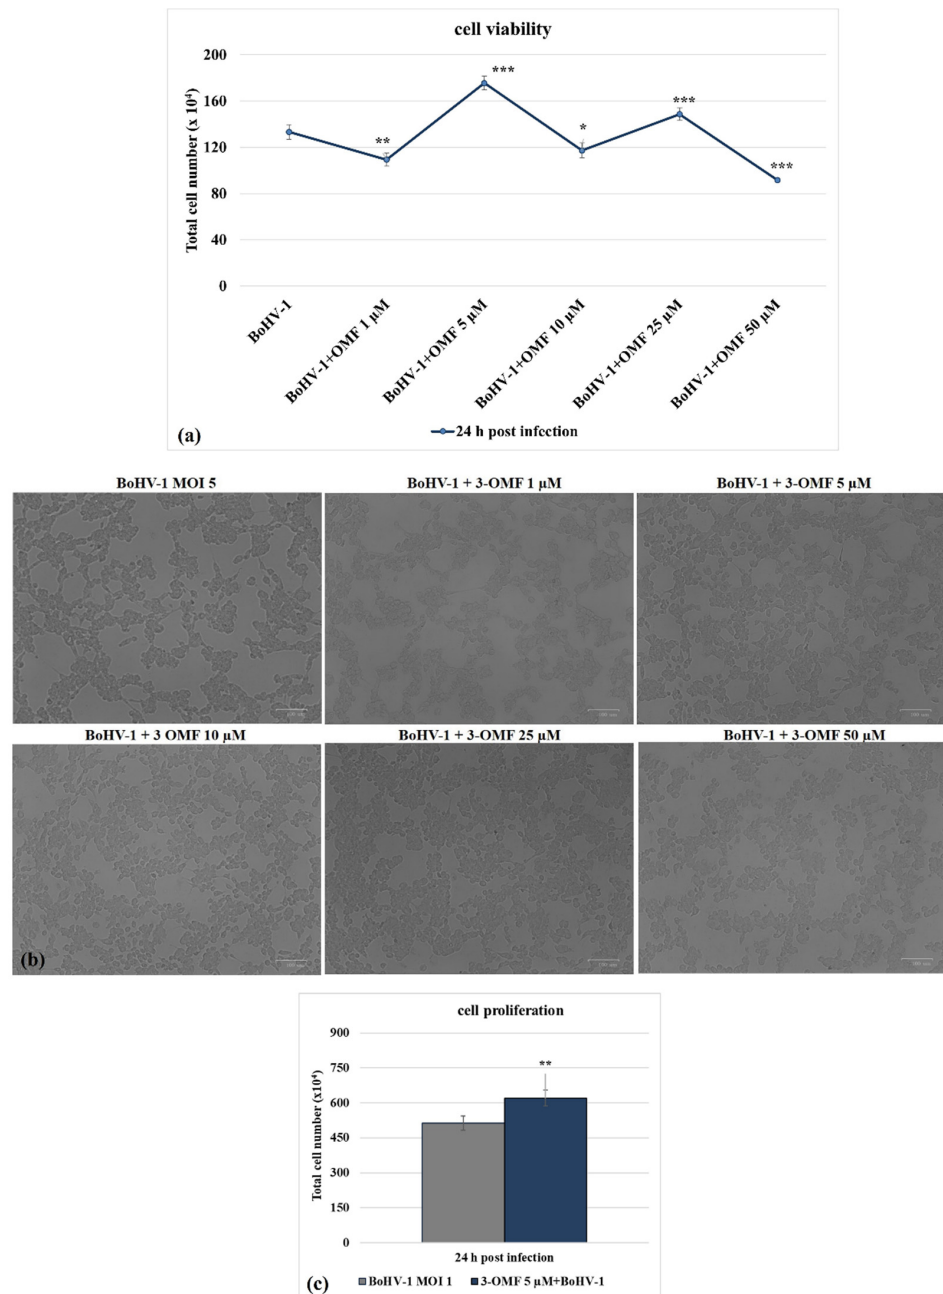 cell viability
Total cell number (x 10⁴)
200
160
120
80
40
0
**
***
*
***
***
BoHV-1
BoHV-1+OMF 1 µM
BoHV-1+OMF 5 µM
BoHV-1+OMF 10 µM
BoHV-1+OMF 25 µM
BoHV-1+OMF 50 µM
24 h post infection
(a)
BoHV-1 MOI 5
BoHV-1 + 3-OMF 1 µM
BoHV-1 + 3-OMF 5 µM
BoHV-1 + 3 OMF 10 µM
BoHV-1 + 3-OMF 25 µM
BoHV-1 + 3-OMF 50 µM
(b)
cell proliferation
Total cell number (x10⁴)
900
750
600
450
300
150
0
**
24 h post infection
BoHV-1 MOI 1
3-OMF 5 µM+BoHV-1
(c)